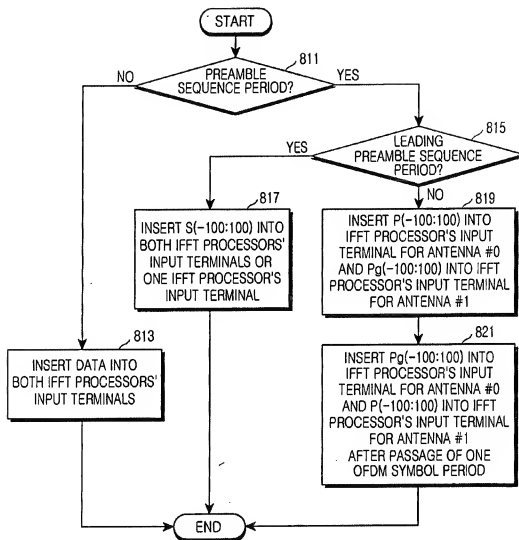 START
811
PREAMBLE
SEQUENCE PERIOD?
NO
YES
815
LEADING
PREAMBLE SEQUENCE
PERIOD?
YES
NO
817
INSERT S(-100:100) INTO
BOTH IFFT PROCESSORS'
INPUT TERMINALS OR
ONE IFFT PROCESSOR'S
INPUT TERMINAL
819
INSERT P(-100:100) INTO
IFFT PROCESSOR'S INPUT
TERMINAL FOR ANTENNA #0
AND Pg(-100:100) INTO IFFT
PROCESSOR'S INPUT TERMINAL
FOR ANTENNA #1
813
INSERT DATA INTO
BOTH IFFT PROCESSORS'
INPUT TERMINALS
821
INSERT Pg(-100:100) INTO
IFFT PROCESSOR'S INPUT
TERMINAL FOR ANTENNA #0
AND P(-100:100) INTO IFFT
PROCESSOR'S INPUT TERMINAL
FOR ANTENNA #1
AFTER PASSAGE OF ONE
OFDM SYMBOL PERIOD
END